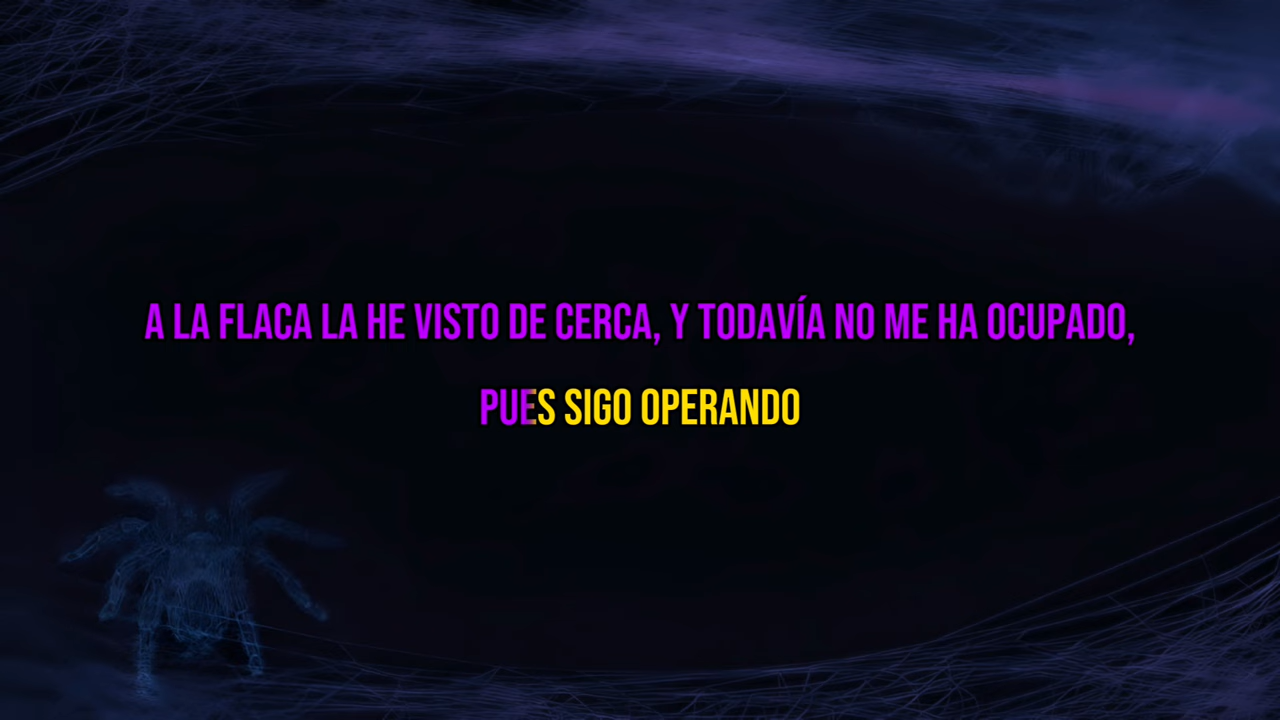 A LA FLACA LA HE VISTO DE CERCA, Y TODAVÍA NO ME HA OCUPADO,
PUES SIGO OPERANDO